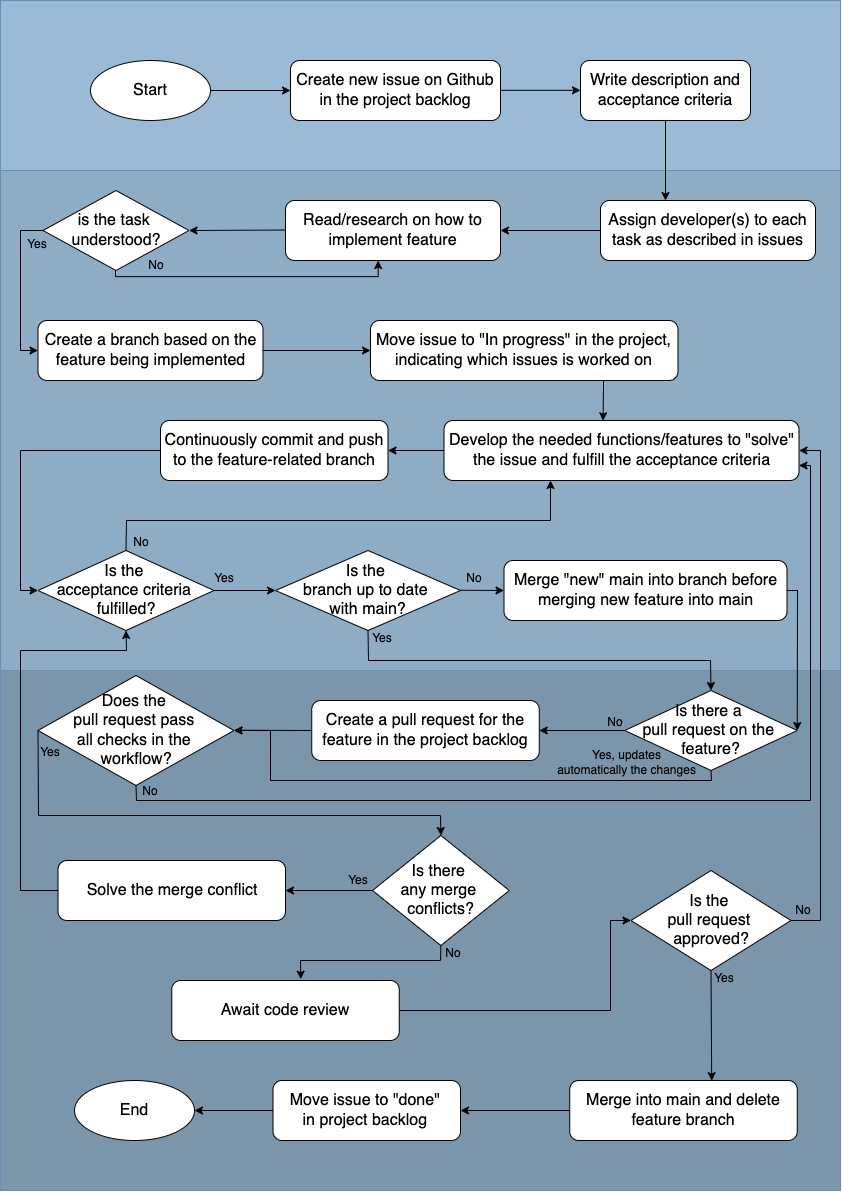 Start
Create new issue on Github
in the project backlog
Write description and
acceptance criteria
is the task
understood?
Yes
No
Read/research on how to
implement feature
Assign developer(s) to each
task as described in issues
Create a branch based on the
feature being implemented
Move issue to "In progress" in the project,
indicating which issues is worked on
Continuously commit and push
to the feature-related branch
Develop the needed functions/features to "solve"
the issue and fulfill the acceptance criteria
No
Is the
acceptance criteria
fulfilled?
Yes
Is the
branch up to date
with main?
No
Yes
Merge "new" main into branch before
merging new feature into main
Does the
pull request pass
all checks in the
workflow?
Yes
No
Create a pull request for the
feature in the project backlog
No
Is there a
pull request on the
feature?
Yes, updates
automatically the changes
Solve the merge conflict
Yes
Is there
any merge
conflicts?
No
Is the
pull request
approved?
No
Yes
Await code review
End
Move issue to "done"
in project backlog
Merge into main and delete
feature branch